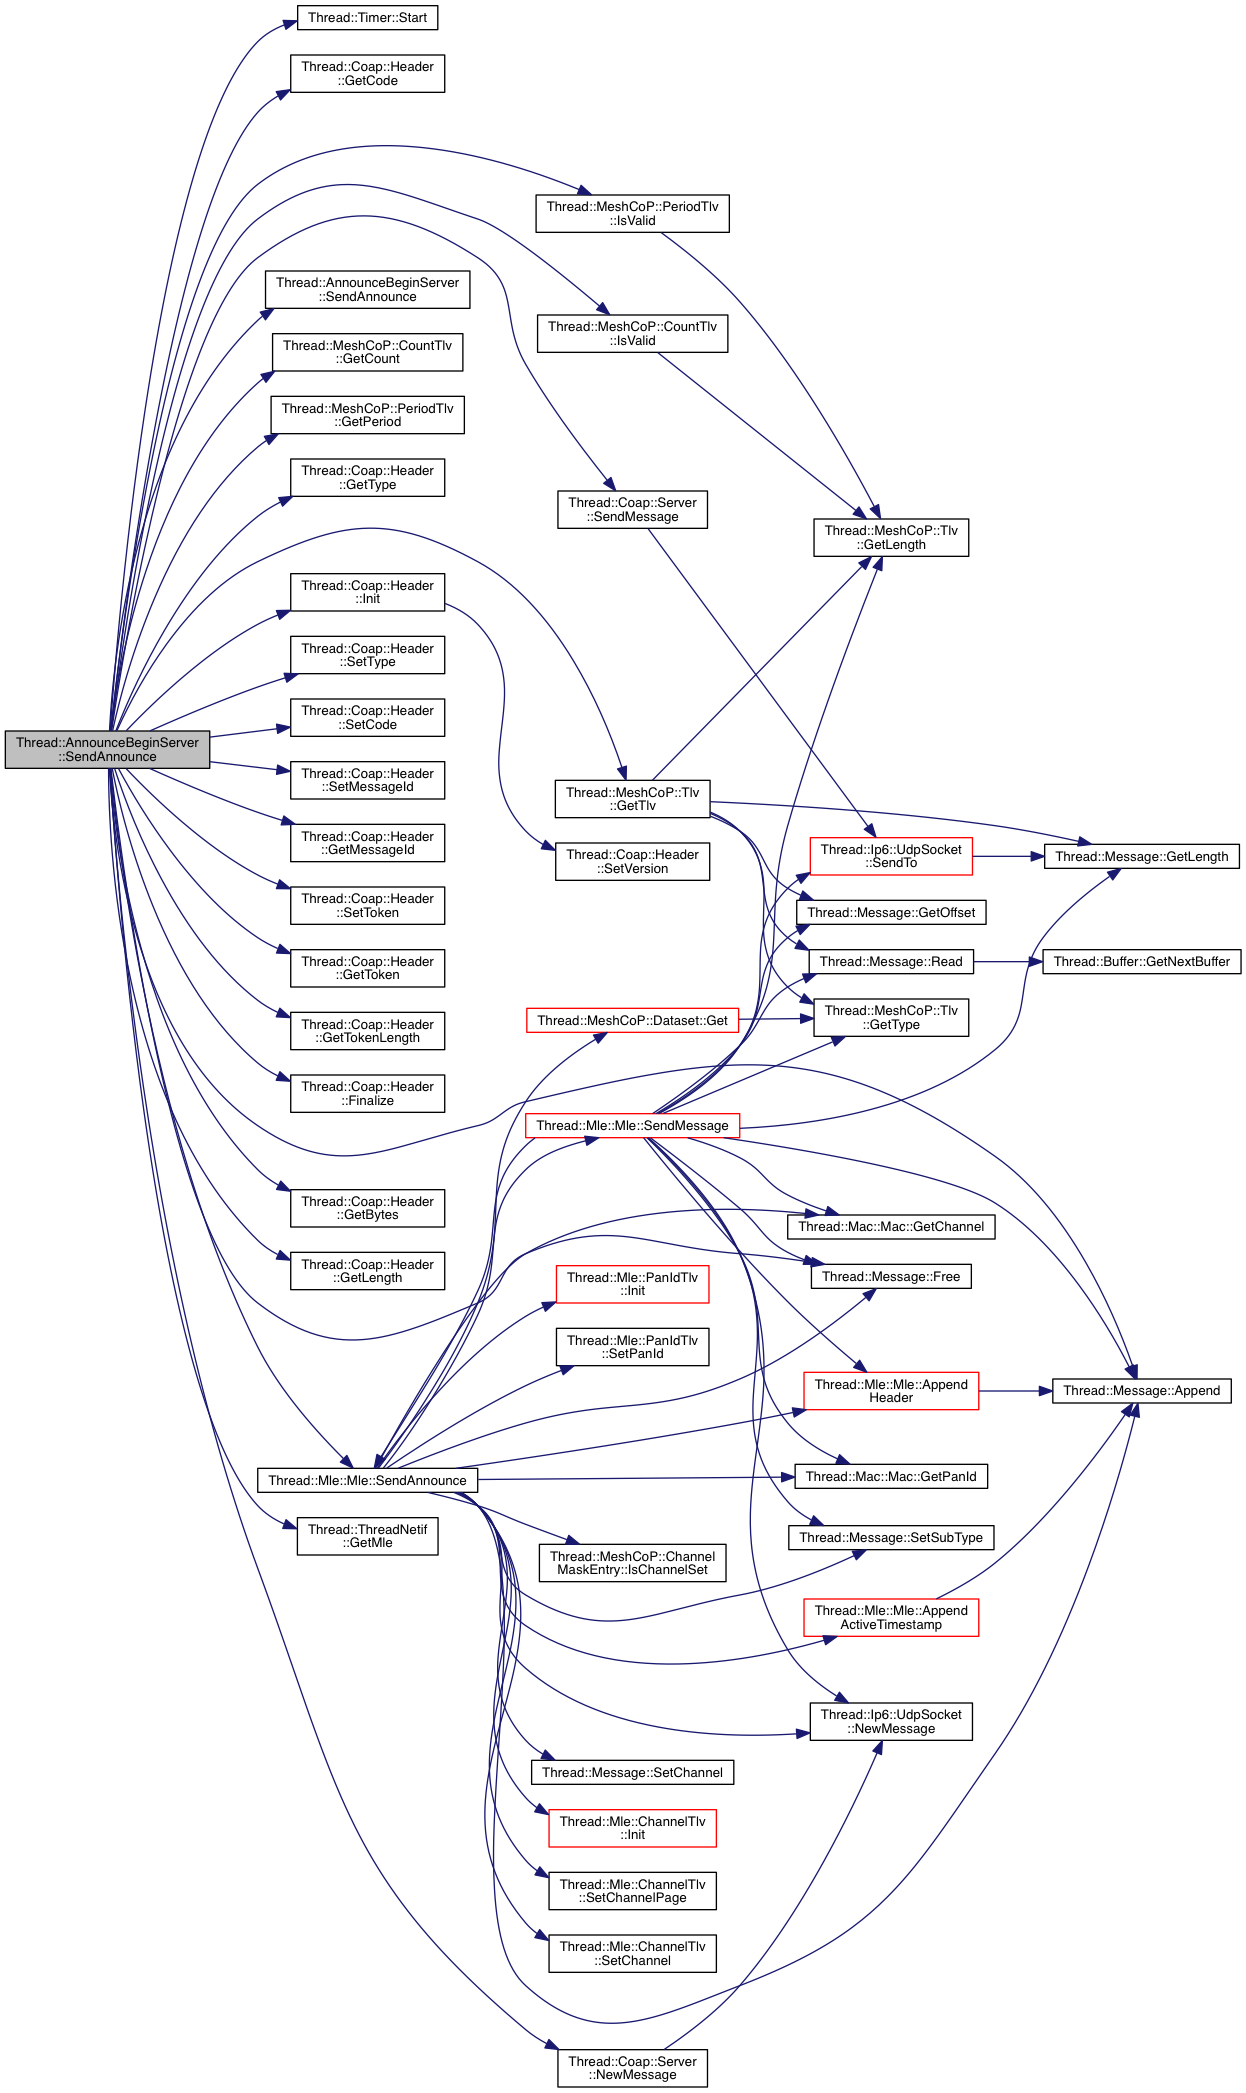 Thread::Timer::Start
Thread::Coap::Header
::GetCode
Thread::MeshCoP::PeriodTlv
::IsValid
Thread::AnnounceBeginServer
::SendAnnounce
Thread::MeshCoP::CountTlv
::IsValid
Thread::MeshCoP::CountTlv
::GetCount
Thread::MeshCoP::PeriodTlv
::GetPeriod
Thread::Coap::Header
::GetType
Thread::Coap::Server
::SendMessage
Thread::MeshCoP::Tlv
::GetLength
Thread::Coap::Header
::Init
Thread::Coap::Header
::SetType
Thread::Coap::Header
::SetCode
Thread::AnnounceBeginServer
::SendAnnounce
Thread::Coap::Header
::SetMessageId
Thread::MeshCoP::Tlv
::GetTlv
Thread::Coap::Header
::GetMessageId
Thread::Coap::Header
::SetVersion
Thread::Ip6::UdpSocket
::SendTo
Thread::Message::GetLength
Thread::Coap::Header
::SetToken
Thread::Message::GetOffset
Thread::Coap::Header
::GetToken
Thread::Message::Read
Thread::Buffer::GetNextBuffer
Thread::Coap::Header
::GetTokenLength
Thread::MeshCoP::Dataset::Get
Thread::MeshCoP::Tlv
::GetType
Thread::Coap::Header
::Finalize
Thread::Mle::Mle::SendMessage
Thread::Coap::Header
::GetBytes
Thread::Mac::Mac::GetChannel
Thread::Coap::Header
::GetLength
Thread::Mle::PanIdTlv
::Init
Thread::Message::Free
Thread::Mle::PanIdTlv
::SetPanId
Thread::Mle::Mle::Append
Header
Thread::Message::Append
Thread::Mle::Mle::SendAnnounce
Thread::Mac::Mac::GetPanId
Thread::ThreadNetif
::GetMle
Thread::MeshCoP::Channel
MaskEntry::IsChannelSet
Thread::Message::SetSubType
Thread::Mle::Mle::Append
ActiveTimestamp
Thread::Ip6::UdpSocket
::NewMessage
Thread::Message::SetChannel
Thread::Mle::ChannelTlv
::Init
Thread::Mle::ChannelTlv
::SetChannelPage
Thread::Mle::ChannelTlv
::SetChannel
Thread::Coap::Server
::NewMessage